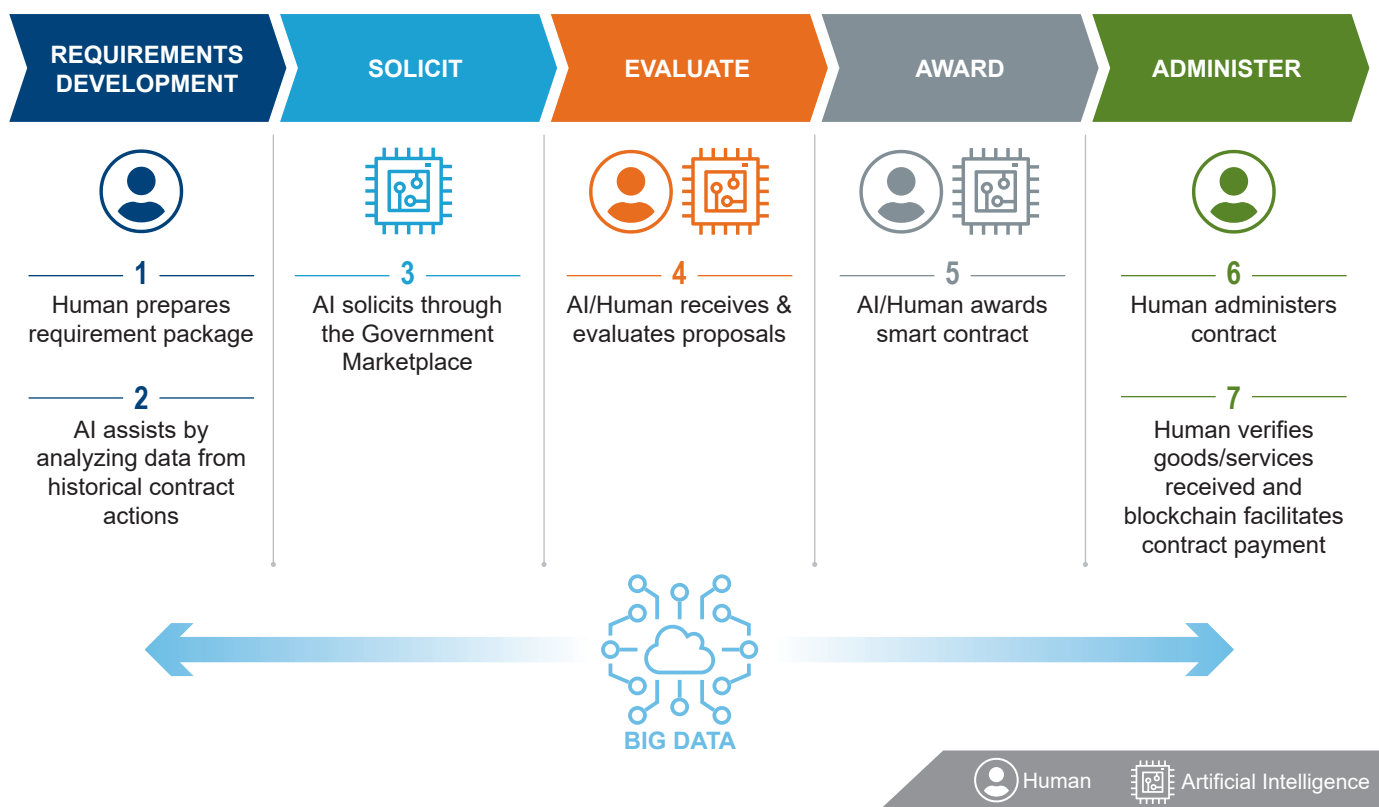 REQUIREMENTS
DEVELOPMENT
SOLICIT
EVALUATE
AWARD
ADMINISTER
1
Human prepares
requirement package
2
AI assists by
analyzing data from
historical contract
actions
3
AI solicits through
the Government
Marketplace
4
AI/Human receives &
evaluates proposals
5
AI/Human awards
smart contract
6
Human administers
contract
7
Human verifies
goods/services
received and
blockchain facilitates
contract payment
BIG DATA
Human
Artificial Intelligence